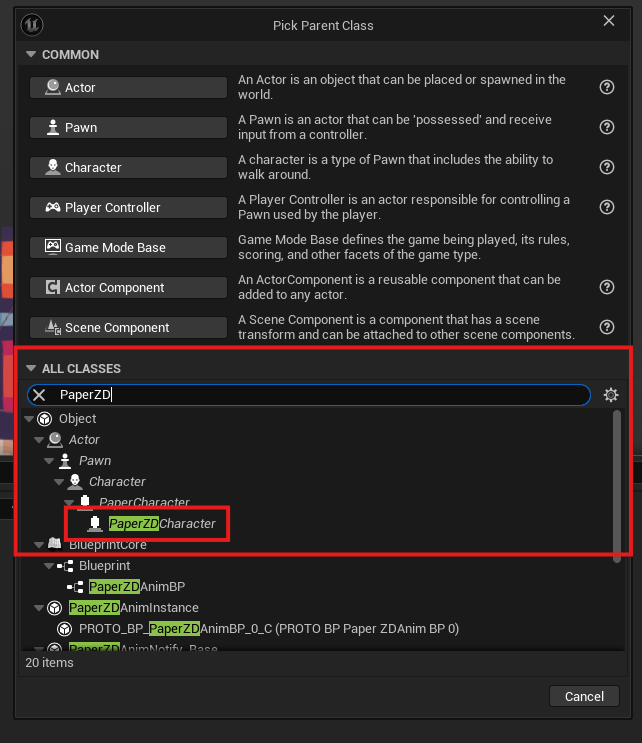 Pick Parent Class
COMMON
Actor
An Actor is an object that can be placed or spawned in the
world.
Pawn
A Pawn is an actor that can be 'possessed' and receive
input from a controller.
Character
A character is a type of Pawn that includes the ability to
walk around.
Player Controller
A Player Controller is an actor responsible for controlling a
Pawn used by the player.
Game Mode Base
Game Mode Base defines the game being played, its rules,
scoring, and other facets of the game type.
Actor Component
An ActorComponent is a reusable component that can be
added to any actor.
Scene Component
A Scene Component is a component that has a scene
transform and can be attached to other scene components.
ALL CLASSES
PaperZD
Object
Actor
Pawn
Character
PaperCharacter
PaperZDCharacter
BlueprintCore
Blueprint
PaperZDAnimBP
PaperZDAnimInstance
PROTO_BP_PaperZDAnimBP_0_C (PROTO BP Paper ZDAnim BP 0)
PaperZDAnimNotify_Base
20 items
Cancel